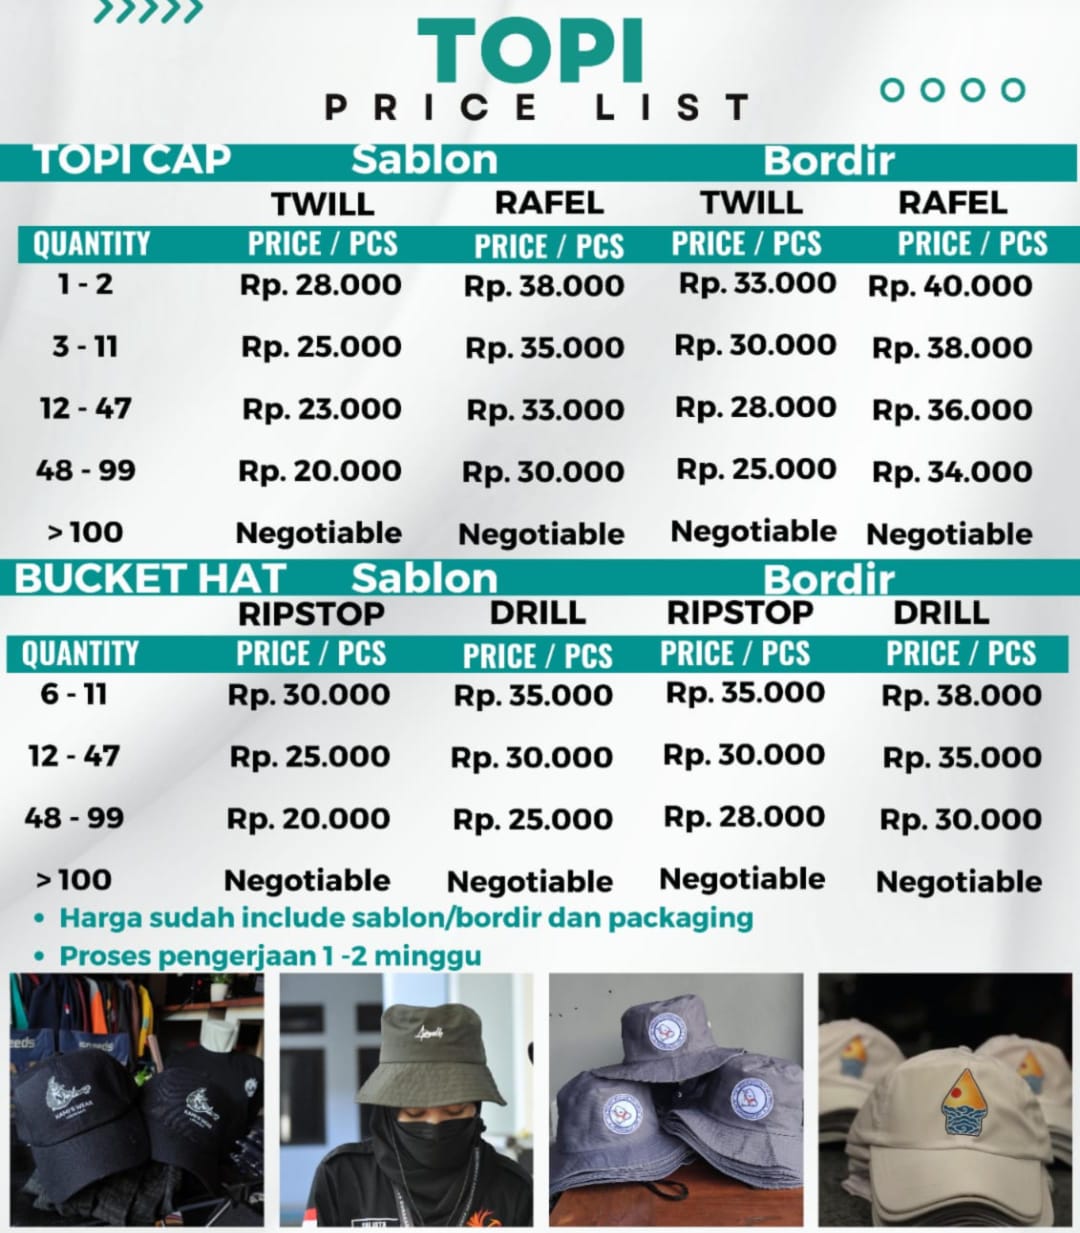 TOPI
PRICE LIST
TOPI CAP Sablon Bordir
TWILL RAFEL TWILL RAFEL
QUANTITY PRICE / PCS PRICE / PCS PRICE / PCS PRICE / PCS
1 - 2 Rp. 28.000 Rp. 38.000 Rp. 33.000 Rp. 40.000
3 - 11 Rp. 25.000 Rp. 35.000 Rp. 30.000 Rp. 38.000
12 - 47 Rp. 23.000 Rp. 33.000 Rp. 28.000 Rp. 36.000
48 - 99 Rp. 20.000 Rp. 30.000 Rp. 25.000 Rp. 34.000
> 100 Negotiable Negotiable Negotiable Negotiable
BUCKET HAT Sablon Bordir
RIPSTOP DRILL RIPSTOP DRILL
QUANTITY PRICE / PCS PRICE / PCS PRICE / PCS PRICE / PCS
6 - 11 Rp. 30.000 Rp. 35.000 Rp. 35.000 Rp. 38.000
12 - 47 Rp. 25.000 Rp. 30.000 Rp. 30.000 Rp. 35.000
48 - 99 Rp. 20.000 Rp. 25.000 Rp. 28.000 Rp. 30.000
> 100 Negotiable Negotiable Negotiable Negotiable
• Harga sudah include sablon/bordir dan packaging
• Proses pengerjaan 1 -2 minggu